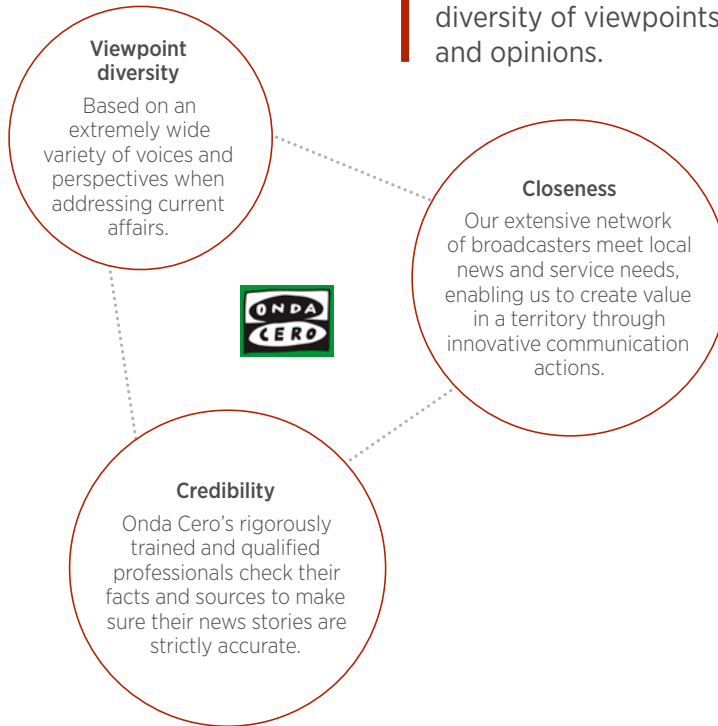 diversity of viewpoints
and opinions.
Viewpoint
diversity
Based on an
extremely wide
variety of voices and
perspectives when
addressing current
affairs.
Closeness
Our extensive network
of broadcasters meet local
news and service needs,
enabling us to create value
in a territory through
innovative communication
actions.
ONDA
CERO
Credibility
Onda Cero’s rigorously
trained and qualified
professionals check their
facts and sources to make
sure their news stories are
strictly accurate.